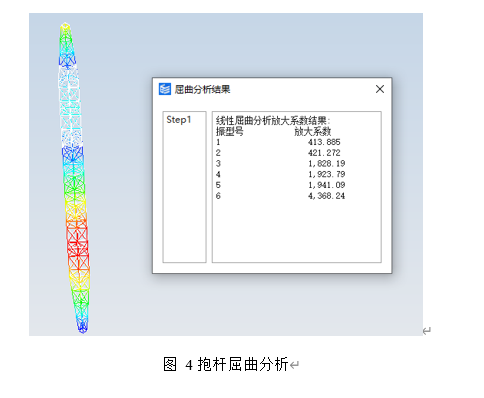 屈曲分析结果
Step1
线性屈曲分析放大系数结果:
振型号 放大系数
1 413.885
2 421.272
3 1,828.19
4 1,923.79
5 1,941.09
6 4,368.24
图 4 抱杆屈曲分析